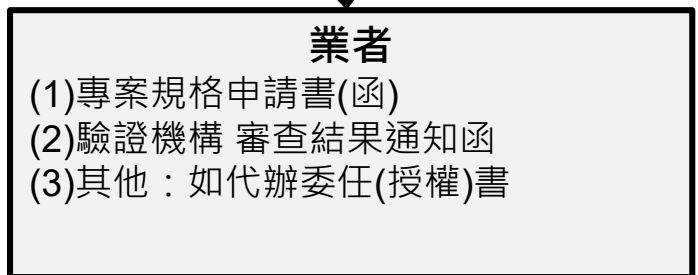 業者
(1)專案規格申請書(函)
(2)驗證機構 審查結果通知函
(3)其他：如代辦委任(授權)書